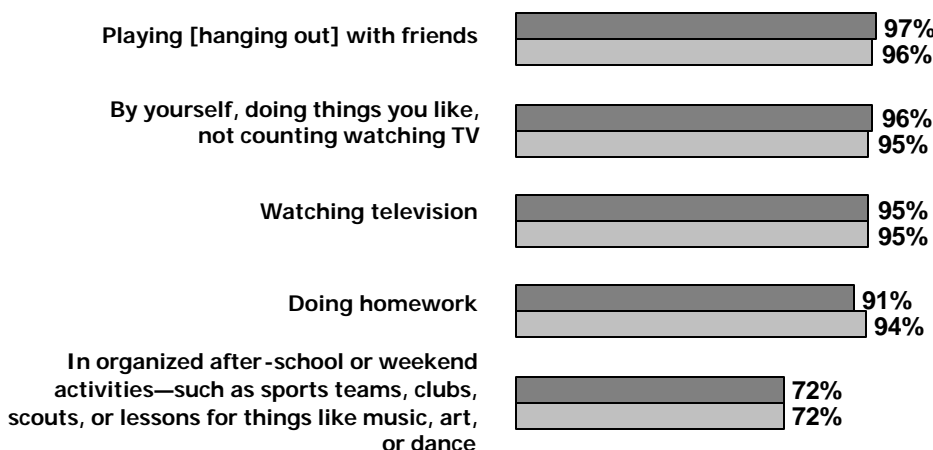 Playing [hanging out] with friends
97%
96%
By yourself, doing things you like,
not counting watching TV
96%
95%
Watching television
95%
95%
Doing homework
91%
94%
In organized after-school or weekend
activities—such as sports teams, clubs,
scouts, or lessons for things like music, art,
or dance
72%
72%